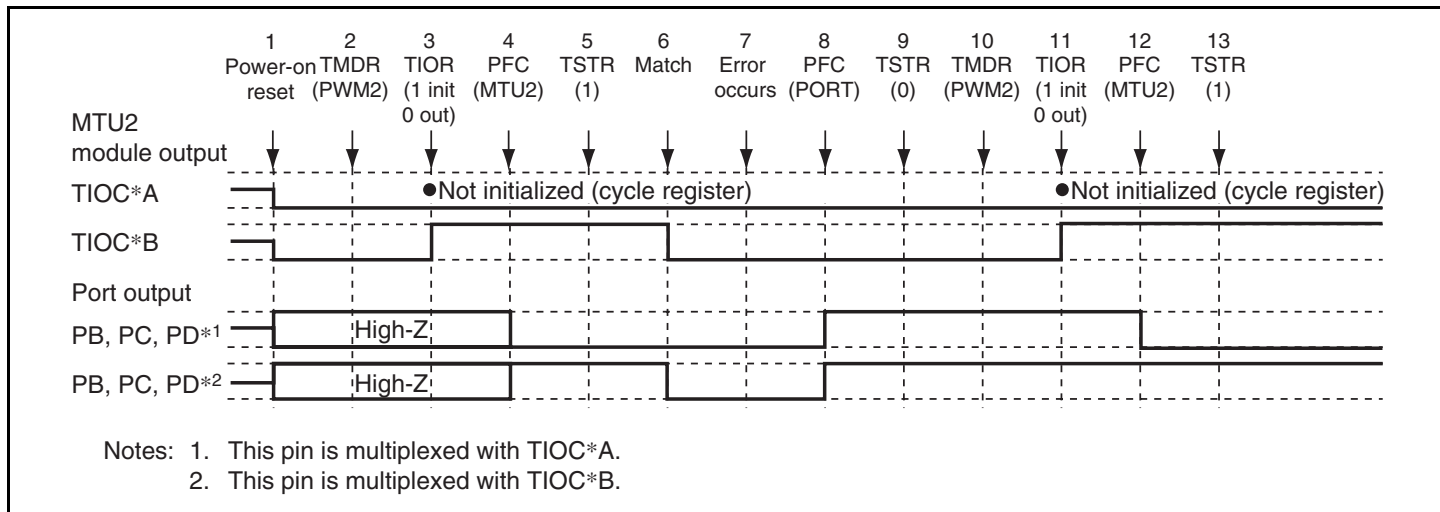 1 2 3 4 5 6 7 8 9 10 11 12 13
Power-on TMDR TIOR PFC TSTR Match Error PFC TSTR TMDR TIOR PFC TSTR
reset (PWM2) (1 init (MTU2) (1) occurs (PORT) (0) (PWM2) (1 init (MTU2) (1)
0 out) 0 out)
MTU2
module output
TIOC*A ●Not initialized (cycle register) ●Not initialized (cycle register)
TIOC*B
Port output
PB, PC, PD*1 High-Z
PB, PC, PD*2 High-Z
Notes: 1. This pin is multiplexed with TIOC*A.
2. This pin is multiplexed with TIOC*B.